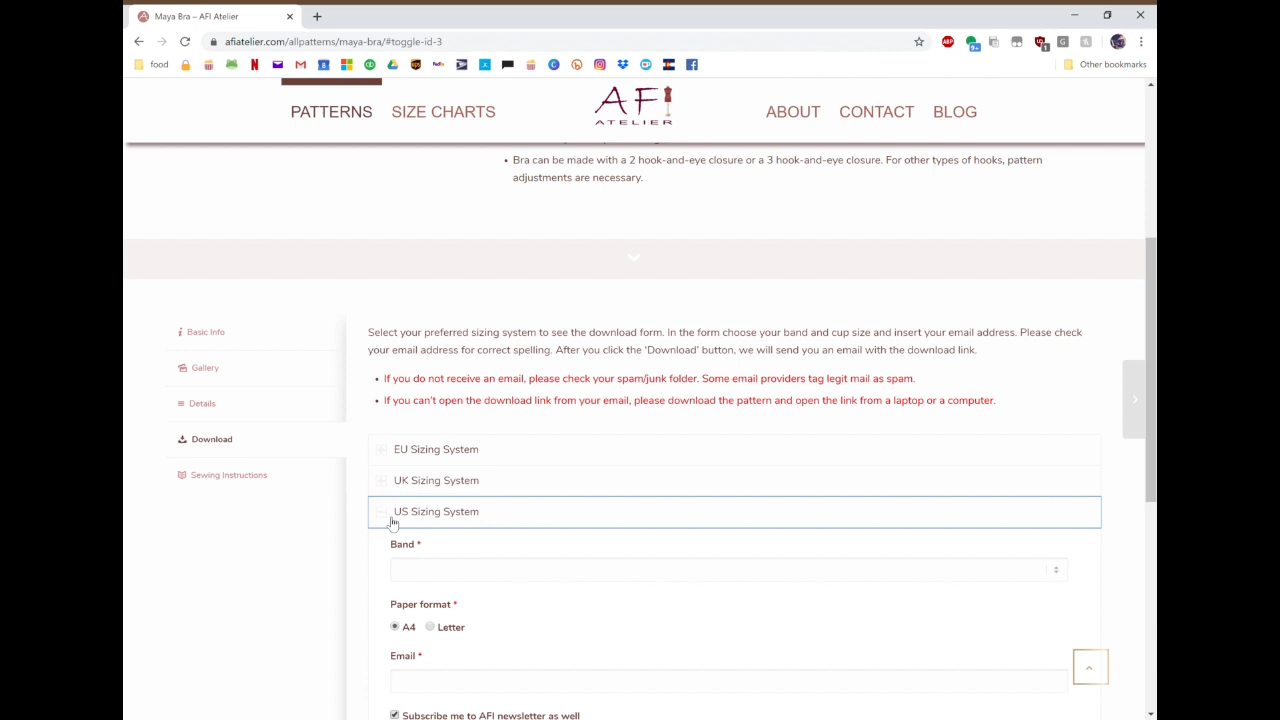 Maya Bra – AFI Atelier
afiatelier.com/allpatterns/maya-bra/#toggle-id-3
food
Other bookmarks
PATTERNS SIZE CHARTS AFI ATELIER ABOUT CONTACT BLOG
Bra can be made with a 2 hook-and-eye closure or a 3 hook-and-eye closure. For other types of hooks, pattern
adjustments are necessary.
Basic Info
Gallery
Details
Download
Sewing Instructions
Select your preferred sizing system to see the download form. In the form choose your band and cup size and insert your email address. Please check
your email address for correct spelling. After you click the ‘Download’ button, we will send you an email with the download link.
If you do not receive an email, please check your spam/junk folder. Some email providers tag legit mail as spam.
If you can’t open the download link from your email, please download the pattern and open the link from a laptop or a computer.
EU Sizing System
UK Sizing System
US Sizing System
Band *
Paper format *
A4 Letter
Email *
Subscribe me to AFI newsletter as well